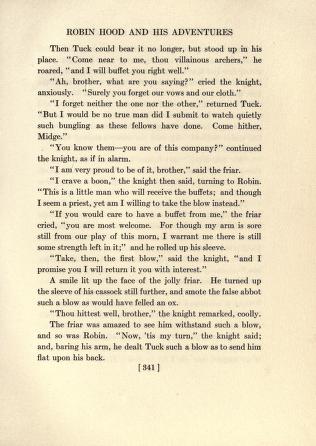 ROBIN HOOD AND HIS ADVENTURES
Then Tuck could bear it no longer, but stood up in his
place. "Come near to me, thou villainous archers," he
roared, "and I will buffet you right well."
"Ah, brother, what are you saying?" cried the knight,
anxiously. "Surely you forget our vows and our cloth."
"I forget neither the one nor the other," returned Tuck.
"But I would be no true man did I submit to watch quietly
such bungling as these fellows have done. Come hither,
Midge."
"You know them—you are of this company?" continued
the knight, as if in alarm.
"I am very proud to be of it, brother," said the friar.
"I crave a boon," the knight then said, turning to Robin.
"This is a little man who will receive the buffets; and though
I seem a priest, yet am I willing to take the blow instead."
"If you would care to have a buffet from me," the friar
cried, "you are most welcome. For though my arm is sore
still from our play of this morn, I warrant me there is still
some strength left in it;" and he rolled up his sleeve.
"Take, then, the first blow," said the knight, "and I
promise you I will return it you with interest."
A smile lit up the face of the jolly friar. He turned up
the sleeve of his cassock still further, and smote the false abbot
such a blow as would have felled an ox.
"Thou hittest well, brother," the knight remarked, coolly.
The friar was amazed to see him withstand such a blow,
and so was Robin. "Now, 'tis my turn," the knight said;
and, baring his arm, he dealt Tuck such a blow as to send him
flat upon his back.
[ 341 ]